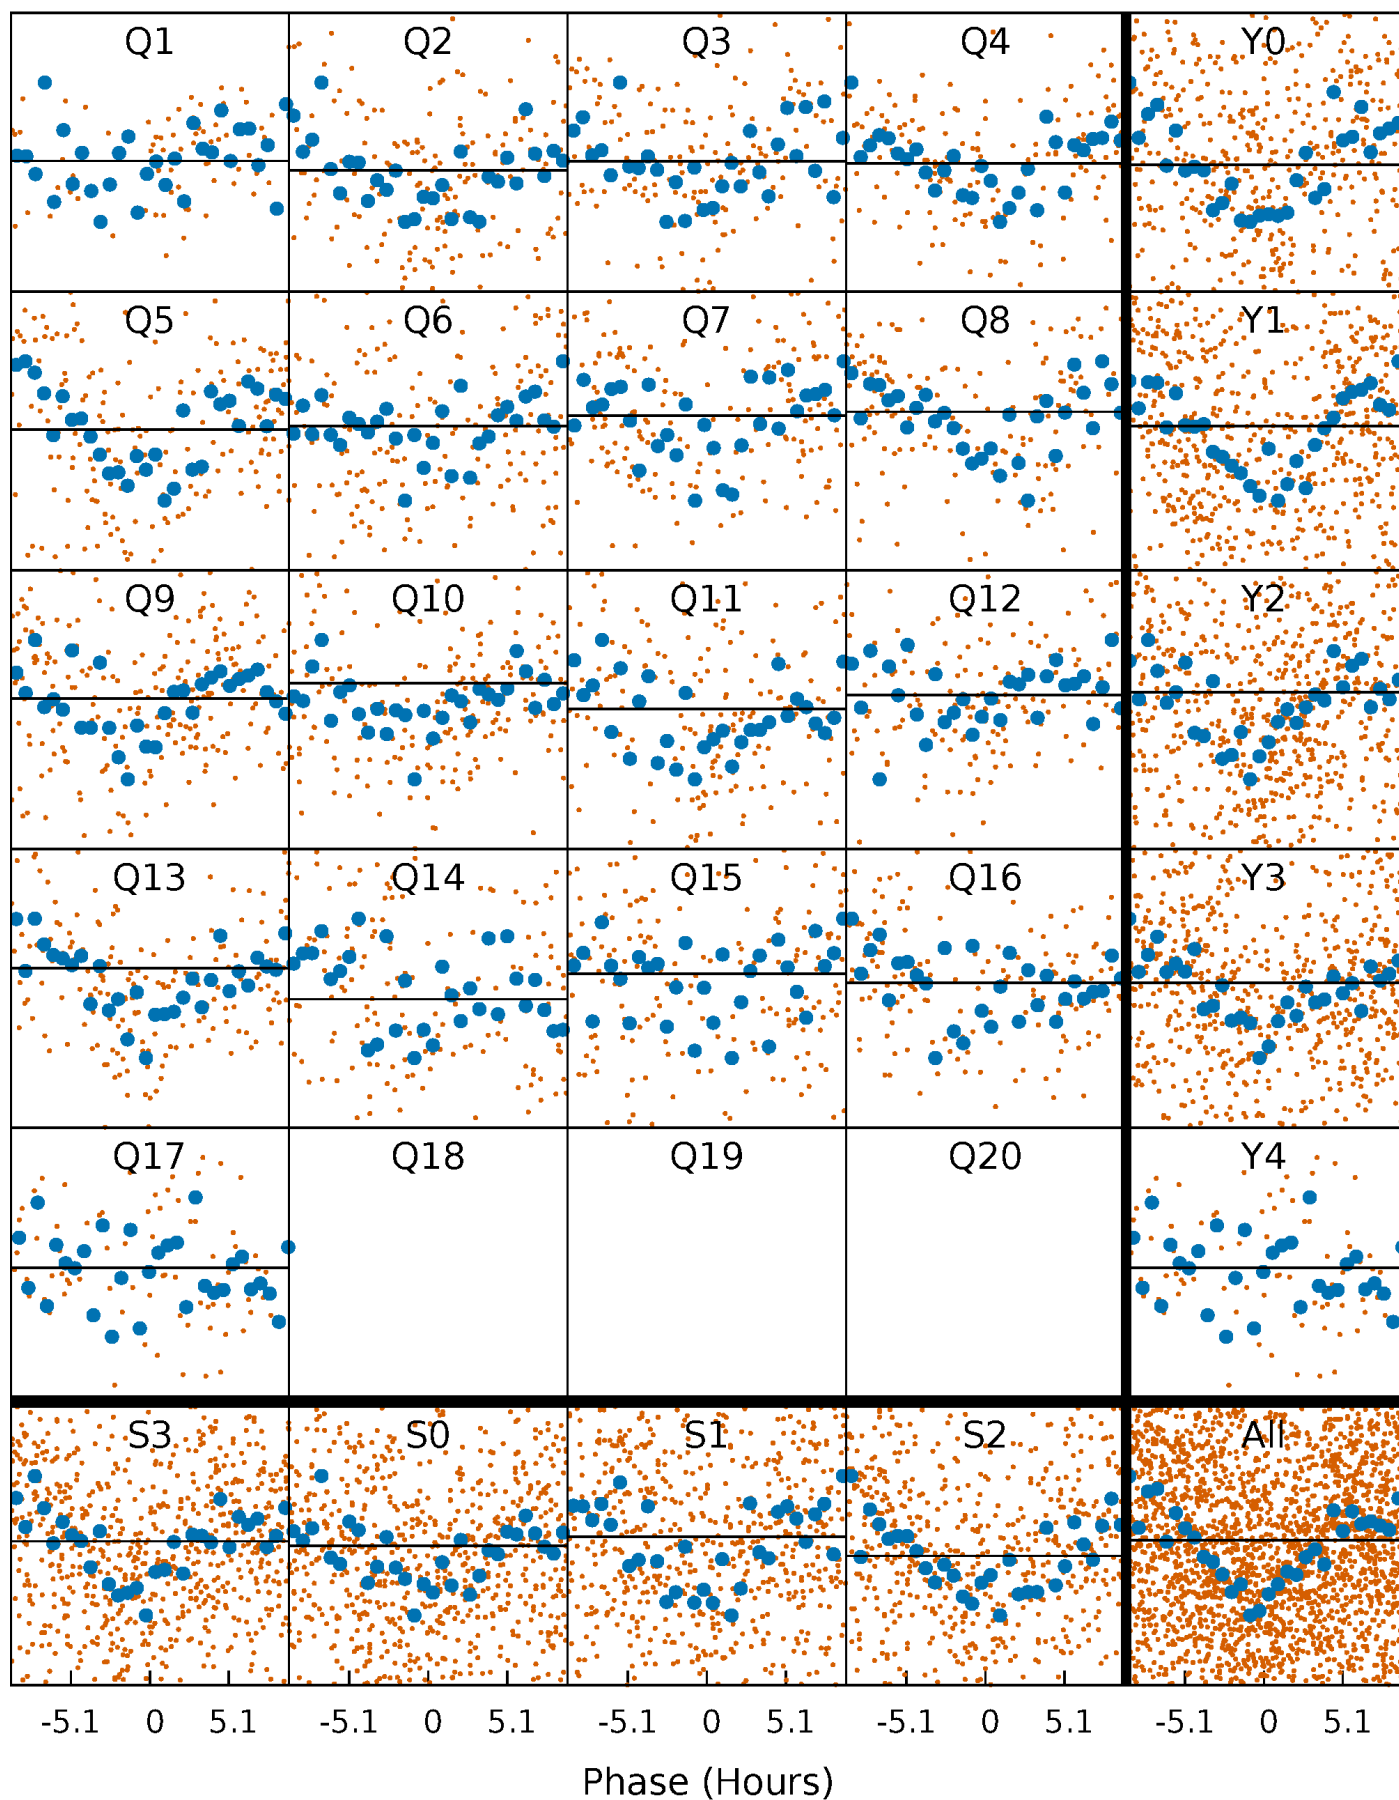 Q1 Q2 Q3 Q4 Y0
Q5 Q6 Q7 Q8 Y1
Q9 Q10 Q11 Q12 Y2
Q13 Q14 Q15 Q16 Y3
Q17 Q18 Q19 Q20 Y4
S3 S0 S1 S2 All
-5.1 0 5.1 -5.1 0 5.1 -5.1 0 5.1 -5.1 0 5.1 -5.1 0 5.1
Phase (Hours)